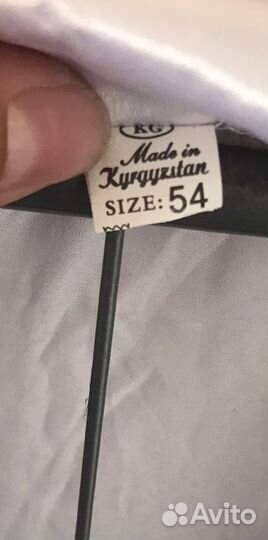 KG
Made in
Kyrgyzstan
SIZE: 54
Avito